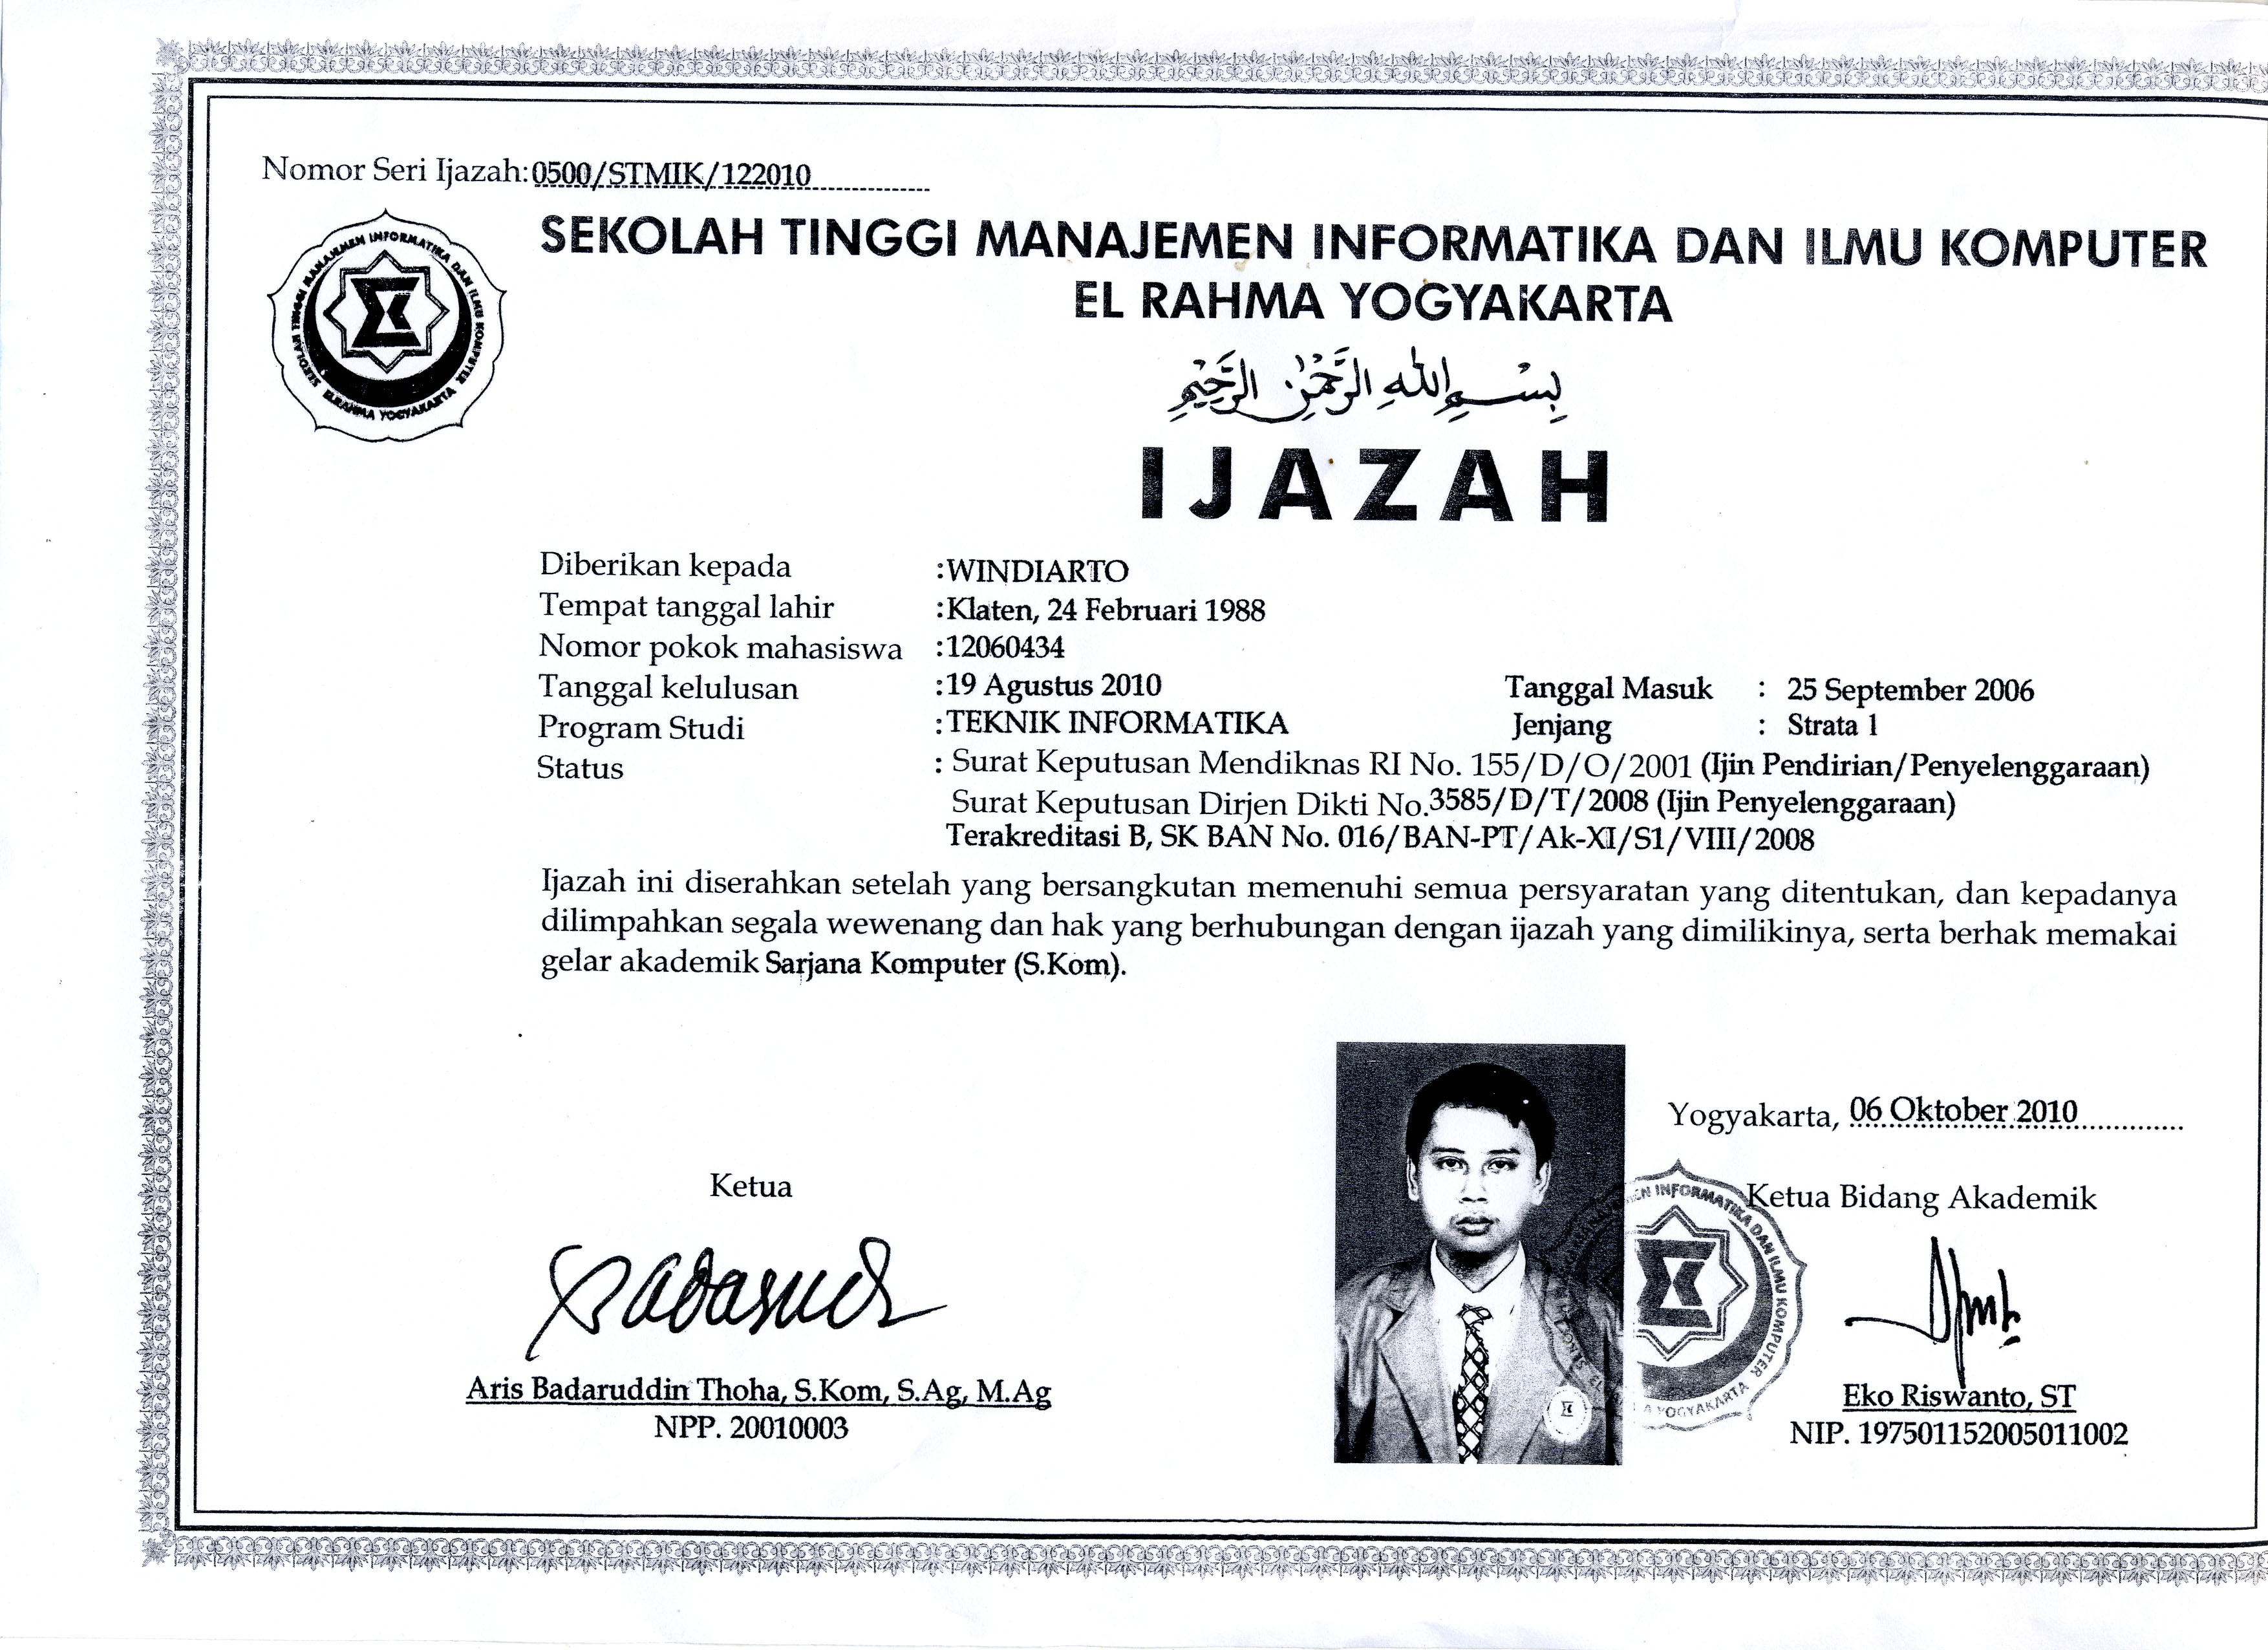 Nomor Seri Ijazah: 0500/STMIK/122010
SEKOLAH TINGGI MANAJEMEN INFORMATIKA DAN ILMU KOMPUTER
EL RAHMA YOGYAKARTA
SEKOLAH TINGGI MANAJEMEN INFORMATIKA DAN ILMU KOMPUTER
ELRAHMA YOGYAKARTA
بِسْمِ اللهِ الرَّحْمٰنِ الرَّحِيْمِ
IJAZAH
Diberikan kepada :WINDIARTO
Tempat tanggal lahir :Klaten, 24 Februari 1988
Nomor pokok mahasiswa :12060434
Tanggal kelulusan :19 Agustus 2010 Tanggal Masuk : 25 September 2006
Program Studi :TEKNIK INFORMATIKA Jenjang : Strata 1
Status : Surat Keputusan Mendiknas RI No. 155/D/O/2001 (Ijin Pendirian/Penyelenggaraan)
Surat Keputusan Dirjen Dikti No.3585/D/T/2008 (Ijin Penyelenggaraan)
Terakreditasi B, SK BAN No. 016/BAN-PT/Ak-XI/S1/VIII/2008
Ijazah ini diserahkan setelah yang bersangkutan memenuhi semua persyaratan yang ditentukan, dan kepadanya
dilimpahkan segala wewenang dan hak yang berhubungan dengan ijazah yang dimilikinya, serta berhak memakai
gelar akademik Sarjana Komputer (S.Kom).
Yogyakarta, 06 Oktober 2010
Ketua
Ketua Bidang Akademik
INFORMATIKA DAN ILMU KOMPUTER
YOGYAKARTA
Aris Badaruddin Thoha, S.Kom, S.Ag, M.Ag
NPP. 20010003
Eko Riswanto, ST
NIP. 197501152005011002